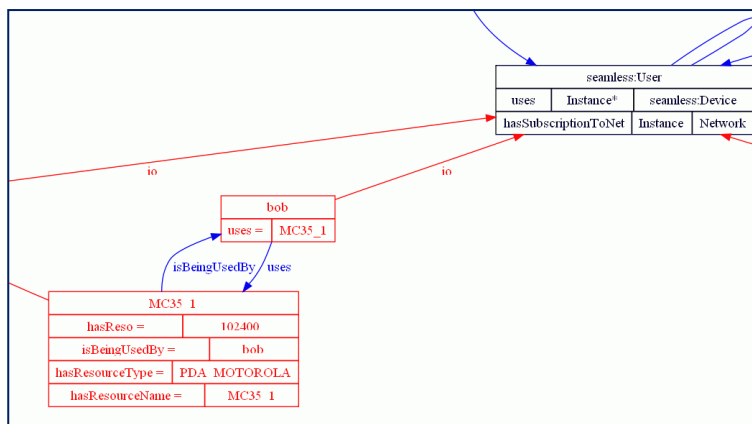 seamless:User
uses Instance* seamless:Device
hasSubscriptionToNet Instance Network
io
io
bob
uses = MC35_1
isBeingUsedBy uses
MC35_1
hasReso = 102400
isBeingUsedBy = bob
hasResourceType = PDA_MOTOROLA
hasResourceName = MC35_1